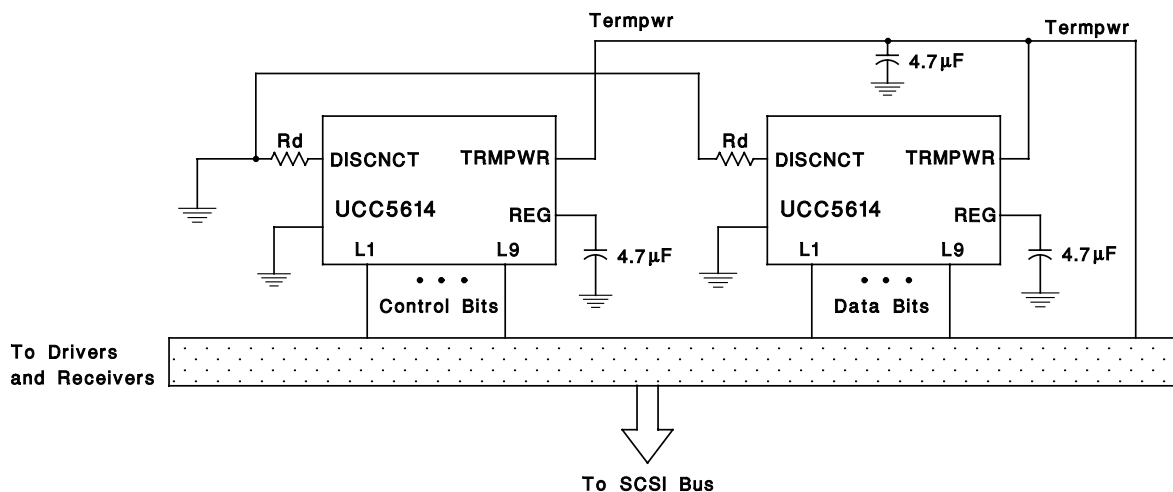 Termpwr
Termpwr
4.7µF
Rd
DISCNCT
TRMPWR
UCC5614
REG
L1
L9
4.7µF
Control Bits
Rd
DISCNCT
TRMPWR
UCC5614
REG
L1
L9
4.7µF
Data Bits
To Drivers
and Receivers
To SCSI Bus